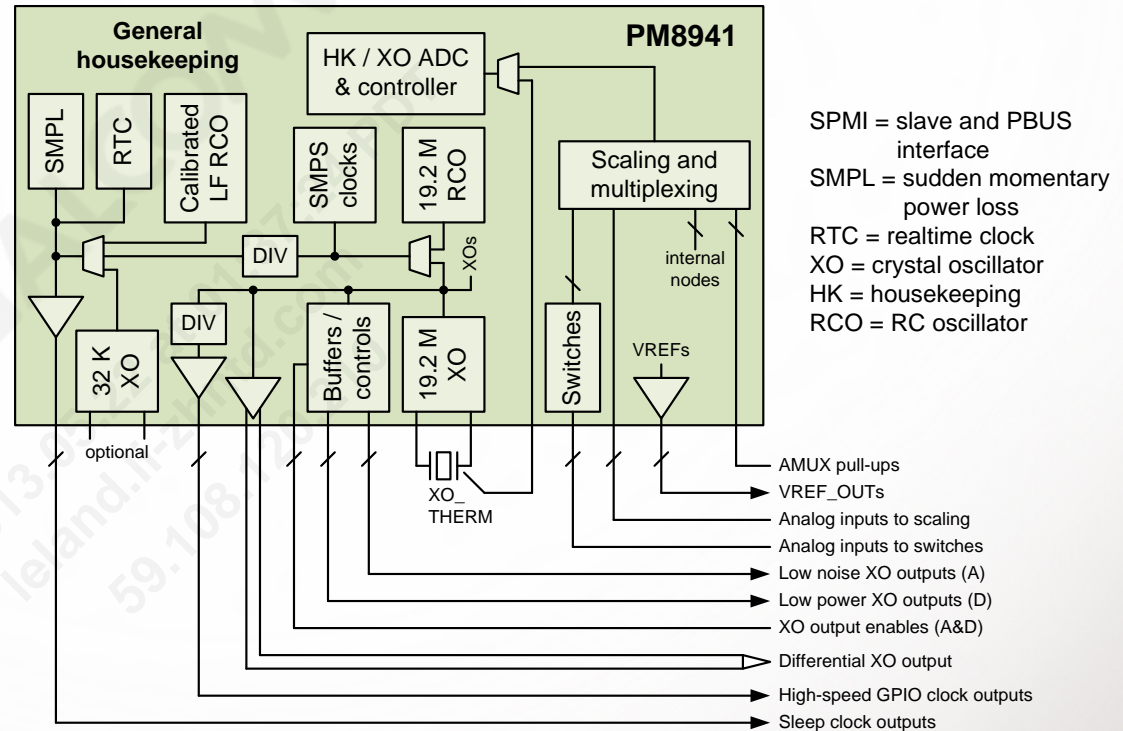 General
housekeeping
PM8941
HK / XO ADC
& controller
SMPL
RTC
Calibrated
LF RCO
SMPS
clocks
19.2 M
RCO
Scaling and
multiplexing
DIV
XOs
internal
nodes
DIV
32 K
XO
Buffers /
controls
19.2 M
XO
Switches
VREFs
optional
XO_
THERM
AMUX pull-ups
VREF_OUTs
Analog inputs to scaling
Analog inputs to switches
Low noise XO outputs (A)
Low power XO outputs (D)
XO output enables (A&D)
Differential XO output
High-speed GPIO clock outputs
Sleep clock outputs
SPMI = slave and PBUS
interface
SMPL = sudden momentary
power loss
RTC = realtime clock
XO = crystal oscillator
HK = housekeeping
RCO = RC oscillator